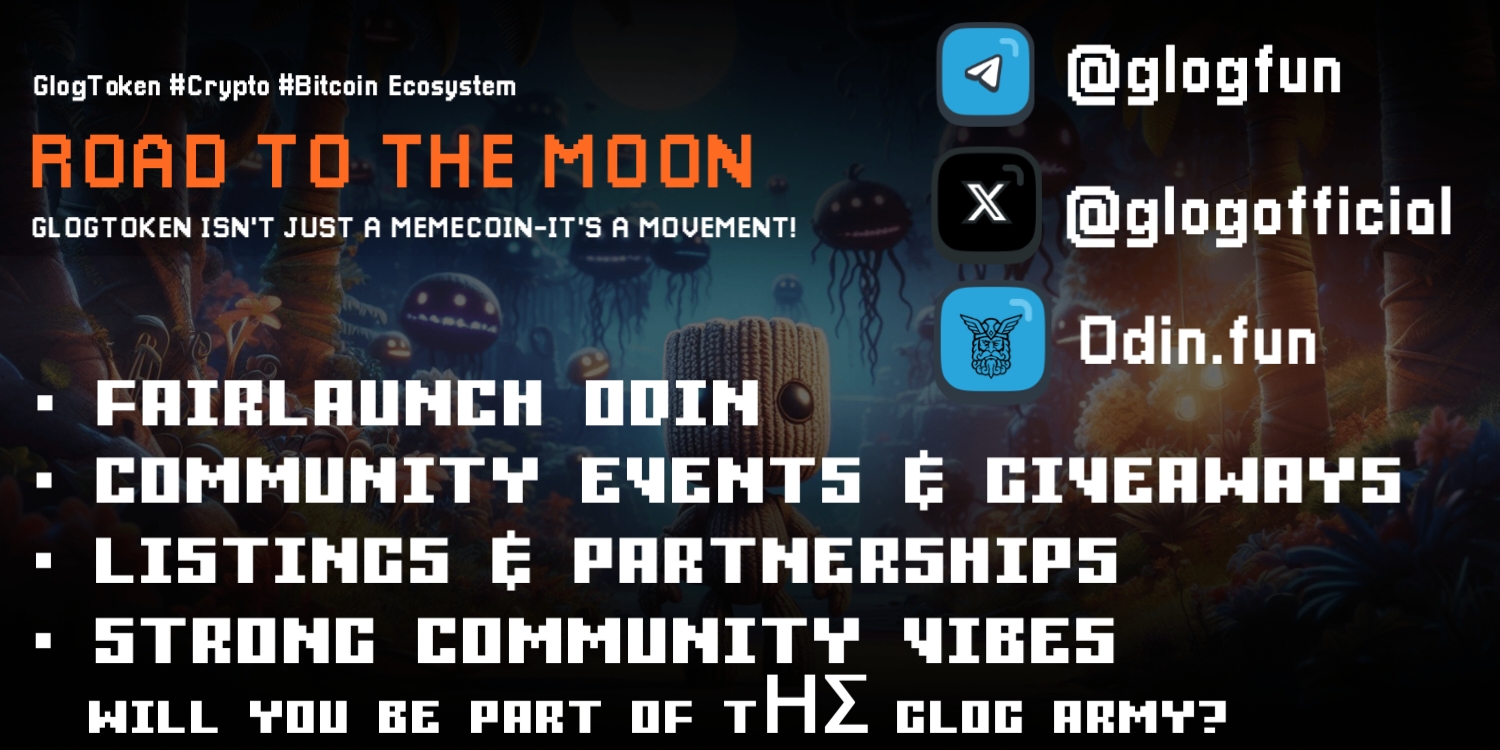 GlogToken #Crypto #Bitcoin Ecosystem
ROAD TO THE MOON
GLOGTOKEN ISN'T JUST A MEMECOIN-IT'S A MOVEMENT!
@glogfun
@glogofficial
Odin.fun
· FAIRLAUNCH ODIN
· COMMUNITY EVENTS & GIVEAWAYS
· LISTINGS & PARTNERSHIPS
· STRONG COMMUNITY VIBES
WILL YOU BE PART OF TΗΣ GLOG ARMY?